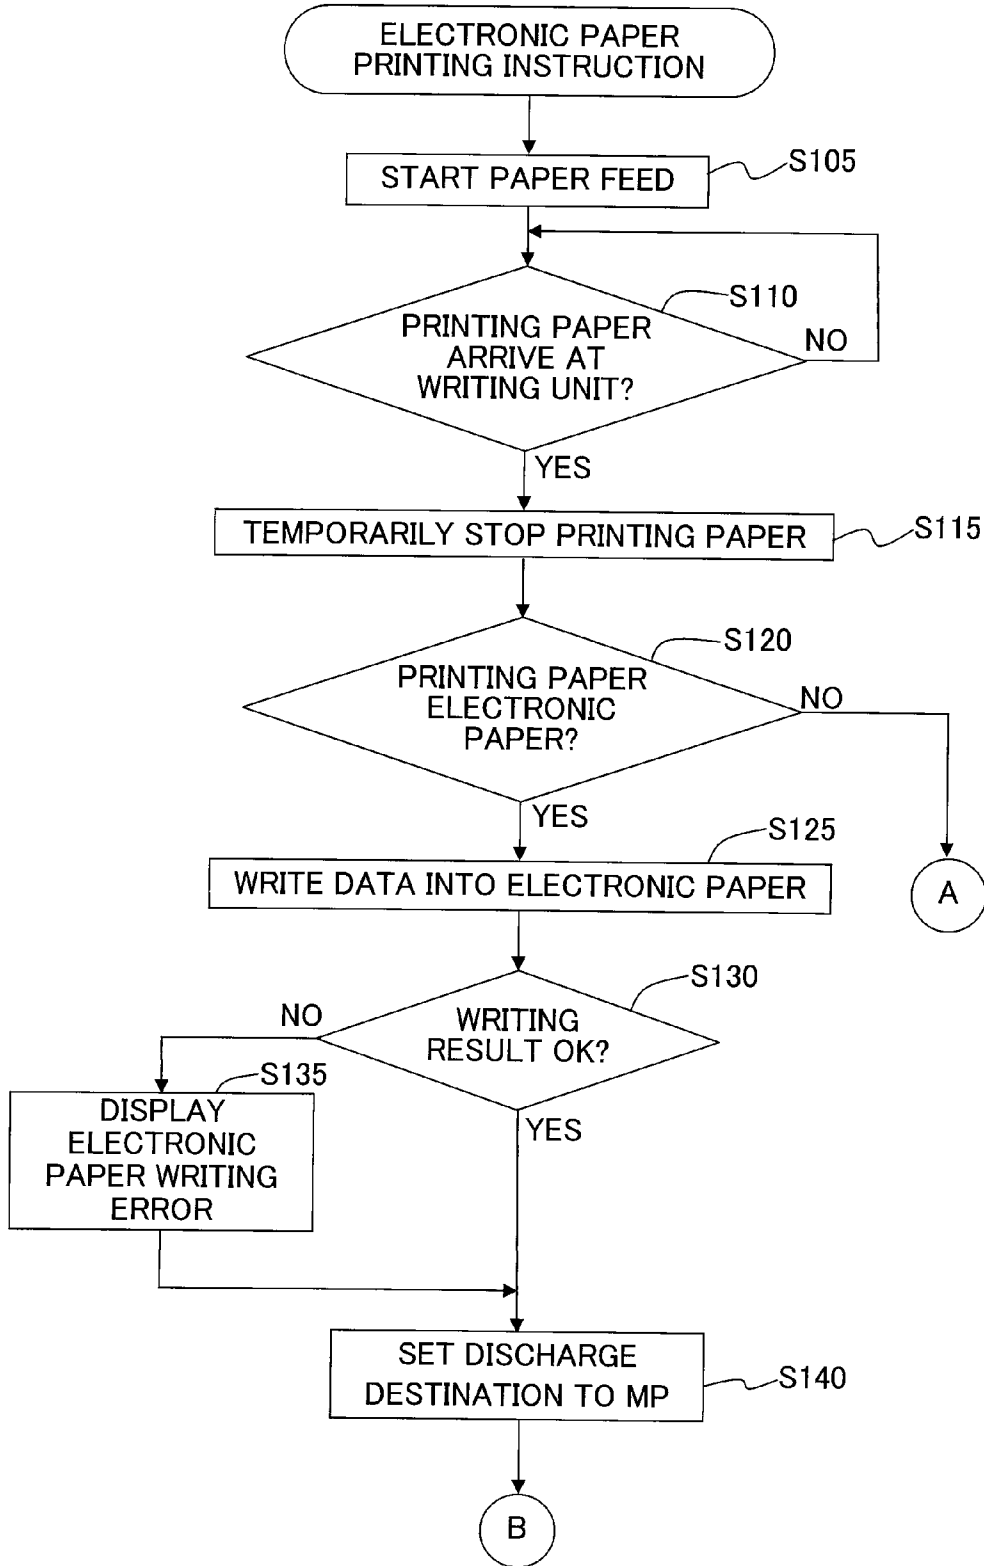 ELECTRONIC PAPER
PRINTING INSTRUCTION
START PAPER FEED
S105
S110
PRINTING PAPER
ARRIVE AT
WRITING UNIT?
NO
YES
TEMPORARILY STOP PRINTING PAPER
S115
S120
PRINTING PAPER
ELECTRONIC
PAPER?
NO
YES
S125
WRITE DATA INTO ELECTRONIC PAPER
A
S130
NO
WRITING
RESULT OK?
S135
DISPLAY
ELECTRONIC
PAPER WRITING
ERROR
YES
SET DISCHARGE
DESTINATION TO MP
S140
B